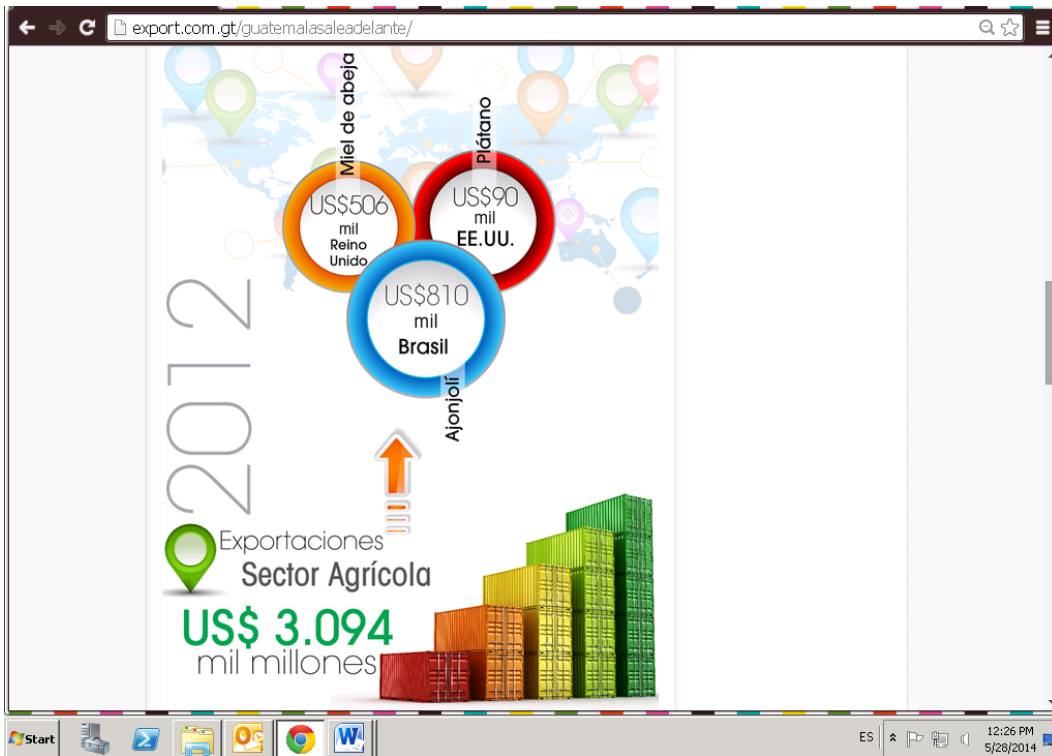 export.com.gt/guatemalasaleadelante/
Miel de abeja
Plátano
US$506
mil
Reino
Unido
US$90
mil
EE.UU.
US$810
mil
Brasil
Ajonjolí
2012
Exportaciones
Sector Agrícola
US$ 3.094
mil millones
Start
ES
12:26 PM
5/28/2014